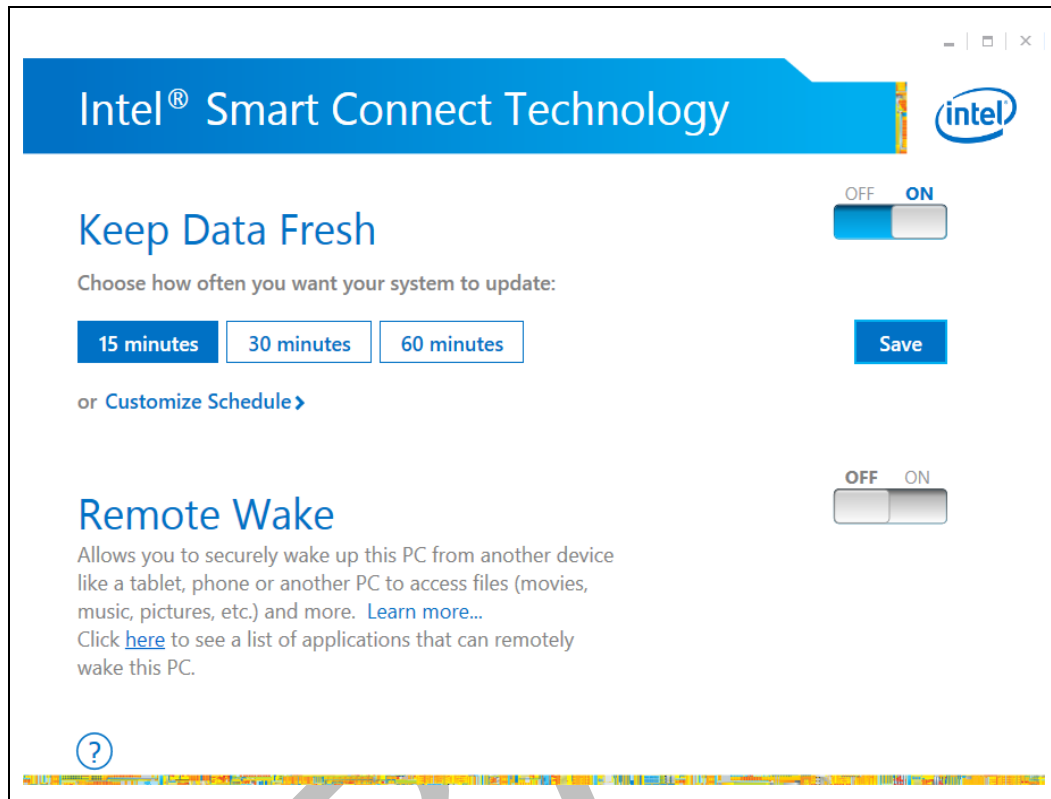 Intel® Smart Connect Technology
intel
OFF ON
Keep Data Fresh
Choose how often you want your system to update:
15 minutes 30 minutes 60 minutes Save
or Customize Schedule >
OFF ON
Remote Wake
Allows you to securely wake up this PC from another device
like a tablet, phone or another PC to access files (movies,
music, pictures, etc.) and more. Learn more...
Click here to see a list of applications that can remotely
wake this PC.
?